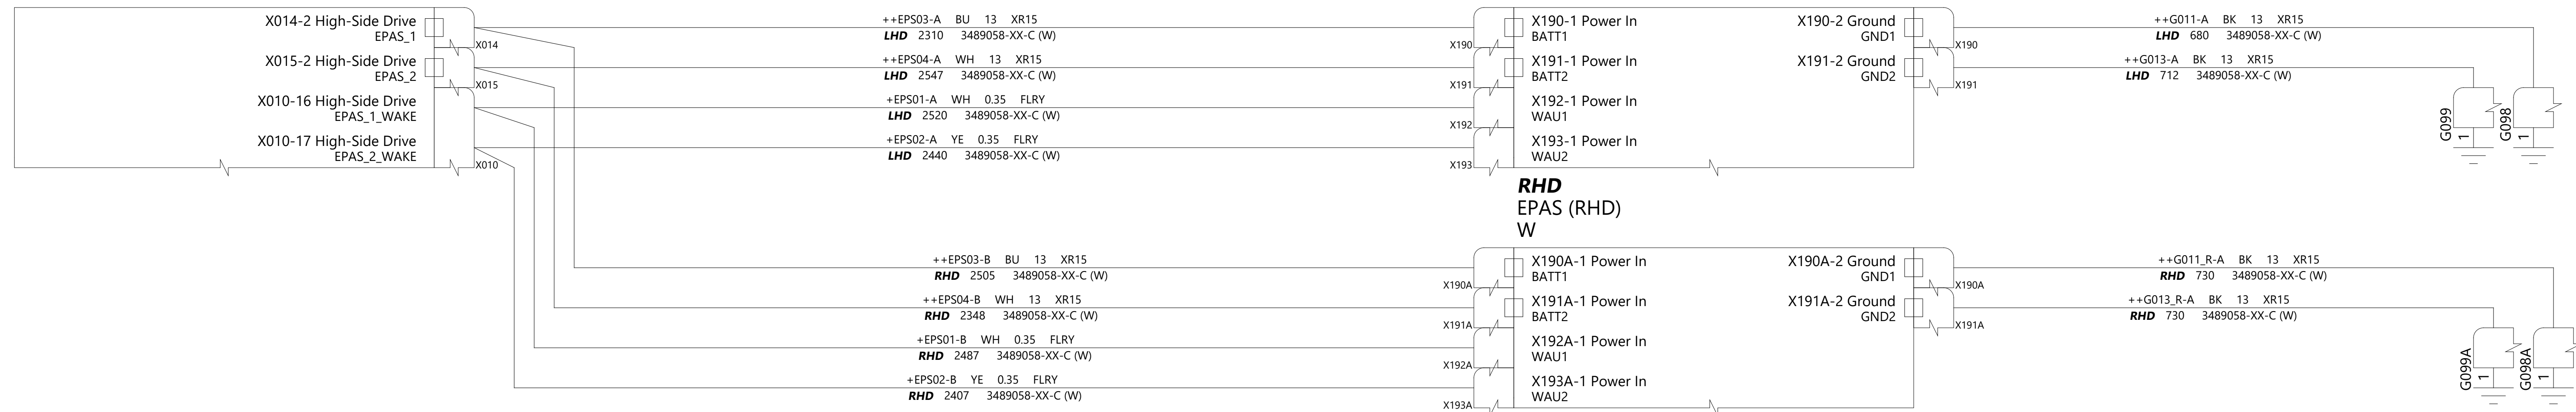 X014-2 High-Side Drive
EPAS_1
X014
X015-2 High-Side Drive
EPAS_2
X015
X010-16 High-Side Drive
EPAS_1_WAKE
X010-17 High-Side Drive
EPAS_2_WAKE
X010
++EPS03-A BU 13 XR15
LHD 2310 3489058-XX-C (W)
++EPS04-A WH 13 XR15
LHD 2547 3489058-XX-C (W)
+EPS01-A WH 0.35 FLRY
LHD 2520 3489058-XX-C (W)
+EPS02-A YE 0.35 FLRY
LHD 2440 3489058-XX-C (W)
X190
X190-1 Power In
BATT1
X191
X191-1 Power In
BATT2
X192
X192-1 Power In
WAU1
X193
X193-1 Power In
WAU2
X190-2 Ground
GND1
X190
X191-2 Ground
GND2
X191
++G011-A BK 13 XR15
LHD 680 3489058-XX-C (W)
++G013-A BK 13 XR15
LHD 712 3489058-XX-C (W)
G099
1
G098
1
RHD
EPAS (RHD)
W
++EPS03-B BU 13 XR15
RHD 2505 3489058-XX-C (W)
++EPS04-B WH 13 XR15
RHD 2348 3489058-XX-C (W)
+EPS01-B WH 0.35 FLRY
RHD 2487 3489058-XX-C (W)
+EPS02-B YE 0.35 FLRY
RHD 2407 3489058-XX-C (W)
X190A
X190A-1 Power In
BATT1
X191A
X191A-1 Power In
BATT2
X192A
X192A-1 Power In
WAU1
X193A
X193A-1 Power In
WAU2
X190A-2 Ground
GND1
X190A
X191A-2 Ground
GND2
X191A
++G011_R-A BK 13 XR15
RHD 730 3489058-XX-C (W)
++G013_R-A BK 13 XR15
RHD 730 3489058-XX-C (W)
G099A
1
G098A
1